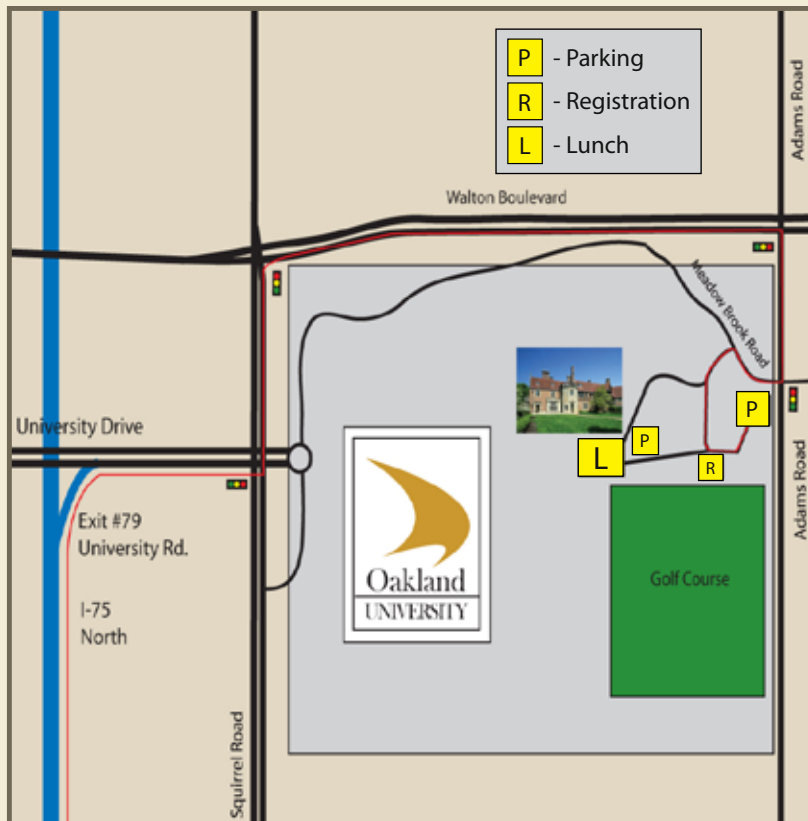 P - Parking
R - Registration
L - Lunch
Adams Road
Walton Boulevard
Meadow Brook Road
University Drive
P
P
L
R
Adams Road
Exit #79
University Rd.
I-75
North
Oakland
UNIVERSITY
Golf Course
Squirrel Road